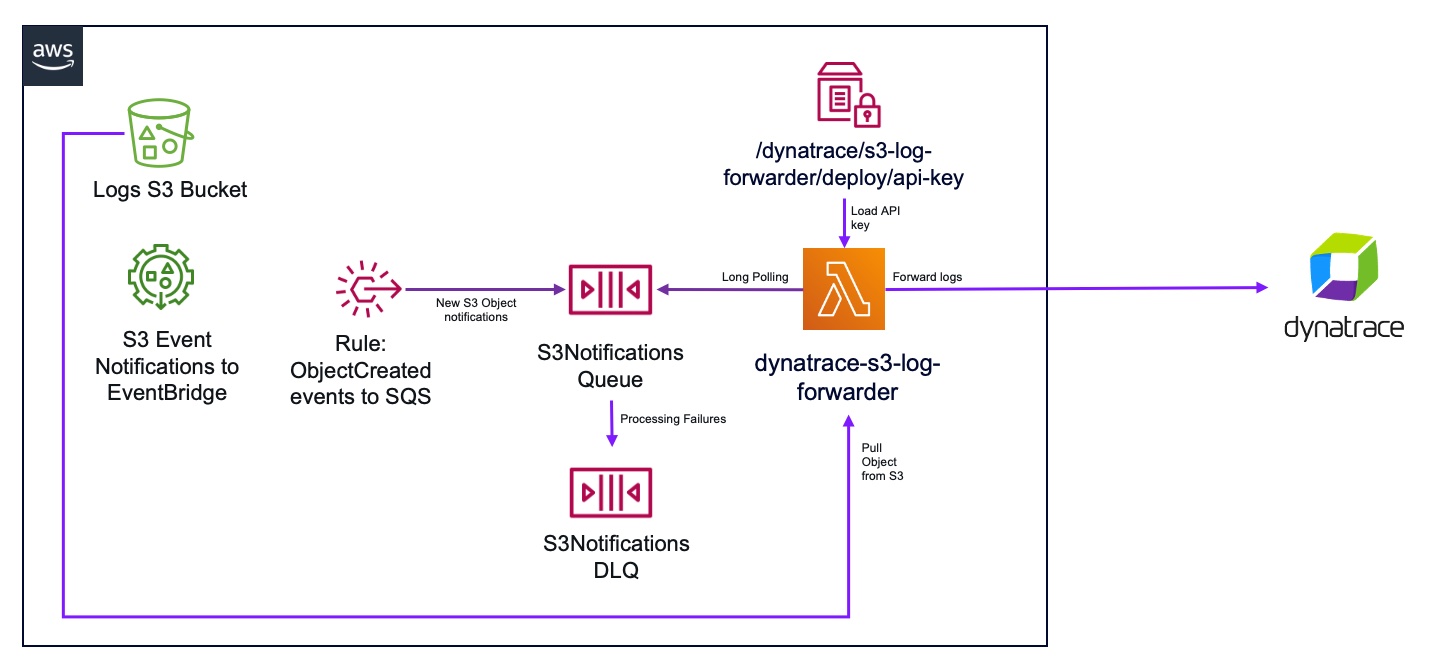 aws
Logs S3 Bucket
S3 Event
Notifications to
EventBridge
Rule:
ObjectCreated
events to SQS
New S3 Object
notifications
S3Notifications
Queue
Processing Failures
S3Notifications
DLQ
Long Polling
/dynatrace/s3-log-
forwarder/deploy/api-key
Load API
key
Forward logs
dynatrace-s3-log-
forwarder
Pull
Object
from S3
dynatrace